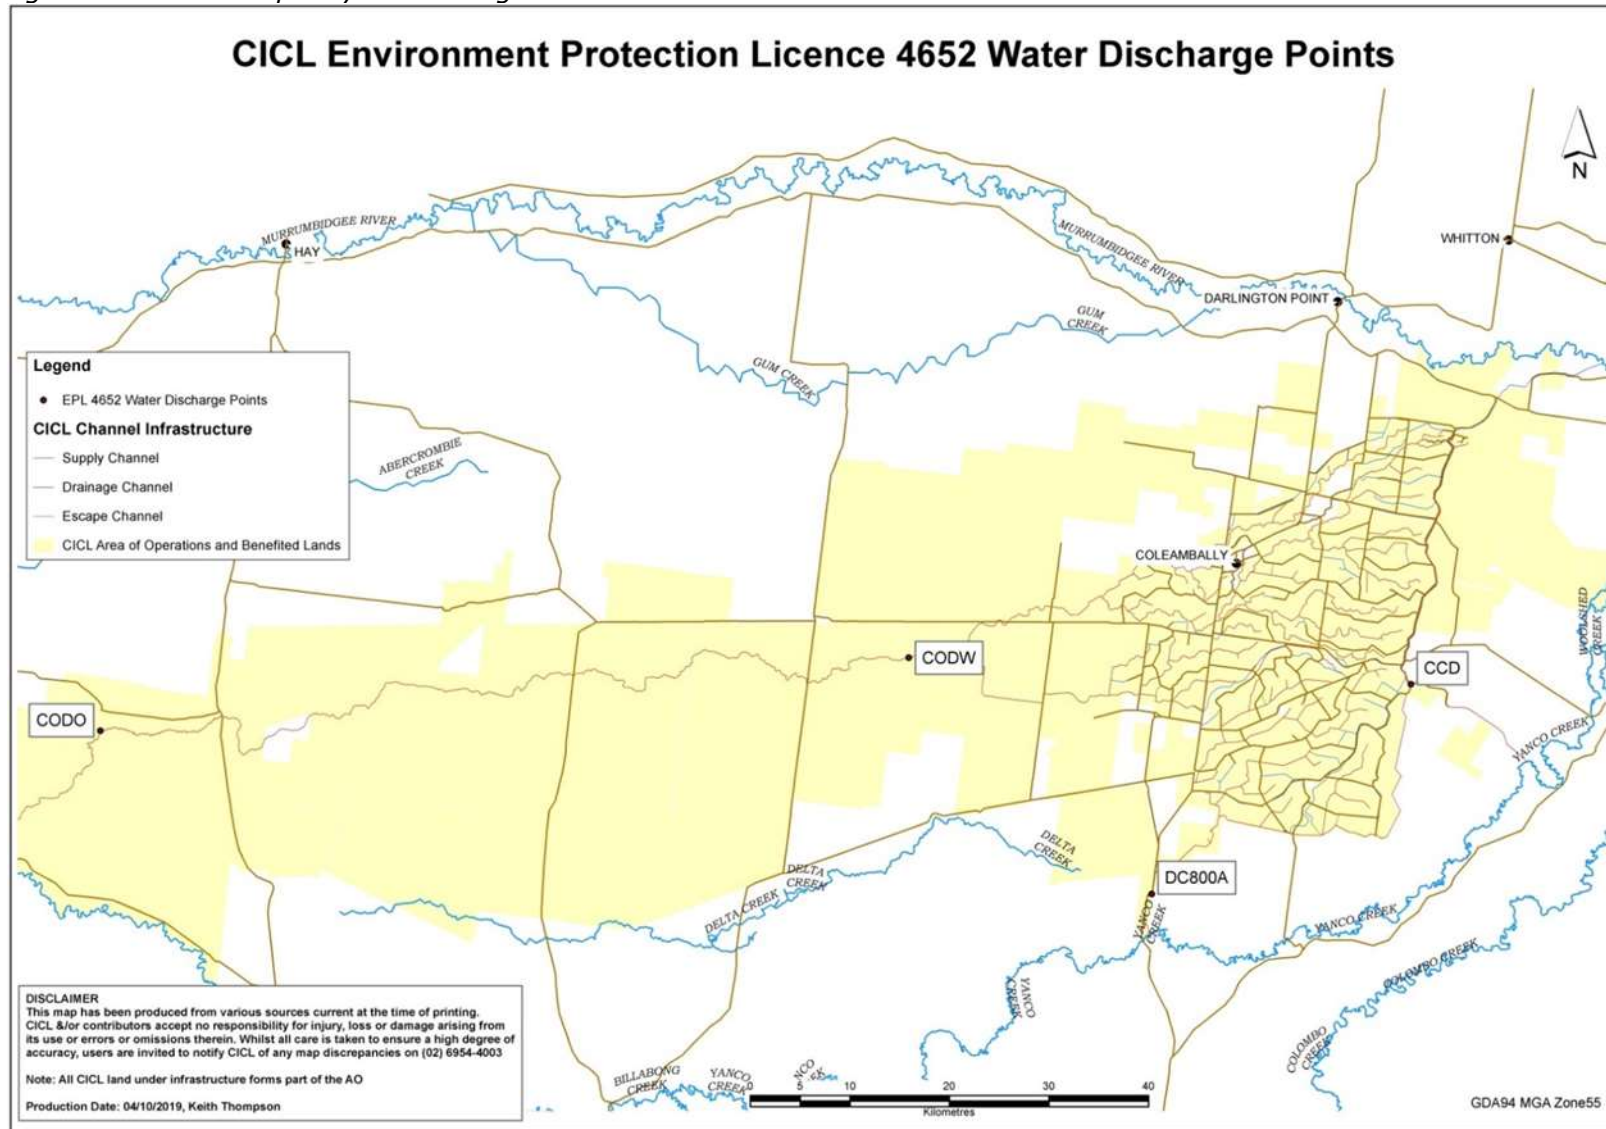 CICL Environment Protection Licence 4652 Water Discharge Points
N
MURRUMBIDGEE RIVER
HAY
WHITTON
MURRUMBIDGEE RIVER
DARLINGTON POINT
GUM
CREEK
GUM CREEK
Legend
EPL 4652 Water Discharge Points
CICL Channel Infrastructure
Supply Channel
Drainage Channel
Escape Channel
CICL Area of Operations and Benefited Lands
ABERCROMBIE
CREEK
COLEAMBALLY
WOOLSHED
CREEK
CODW
CCD
CODO
YANCO CREEK
DELTA
CREEK
DELTA
CREEK
DELTA CREEK
DC800A
YANCO
CREEK
YANCO CREEK
COLOMBO CREEK
YANCO
CREEK
COLOMBO
CREEK
BILLABONG
CREEK
YANCO
CREEK
NCO
EK
DISCLAIMER
This map has been produced from various sources current at the time of printing.
CICL &/or contributors accept no responsibility for injury, loss or damage arising from
its use or errors or omissions therein. Whilst all care is taken to ensure a high degree of
accuracy, users are invited to notify CICL of any map discrepancies on (02) 6954-4003
Note: All CICL land under infrastructure forms part of the AO
Production Date: 04/10/2019, Keith Thompson
0 5 10 20 30 40
Kilometres
GDA94 MGA Zone55